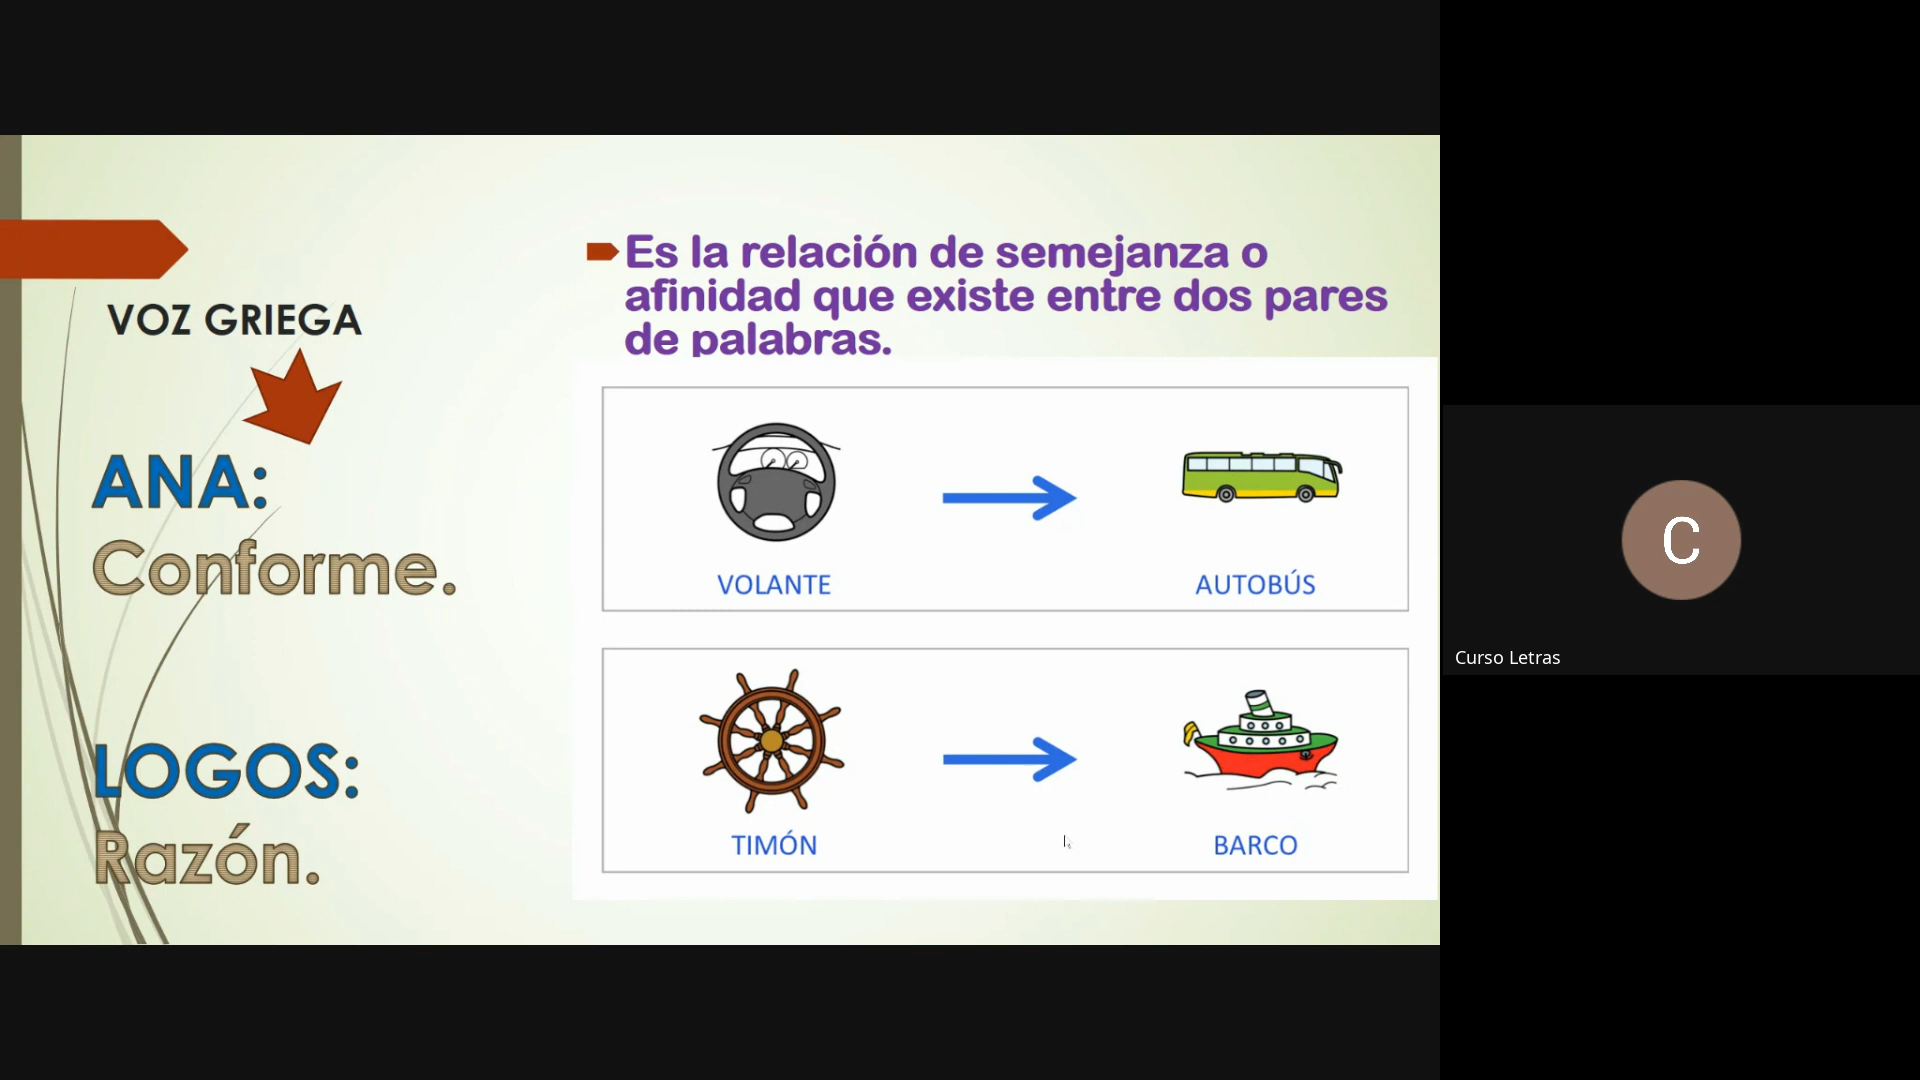 VOZ GRIEGA
ANA:
Conforme.
LOGOS:
Razón.
Es la relación de semejanza o
afinidad que existe entre dos pares
de palabras.
VOLANTE
AUTOBÚS
TIMÓN
BARCO
C
Curso Letras